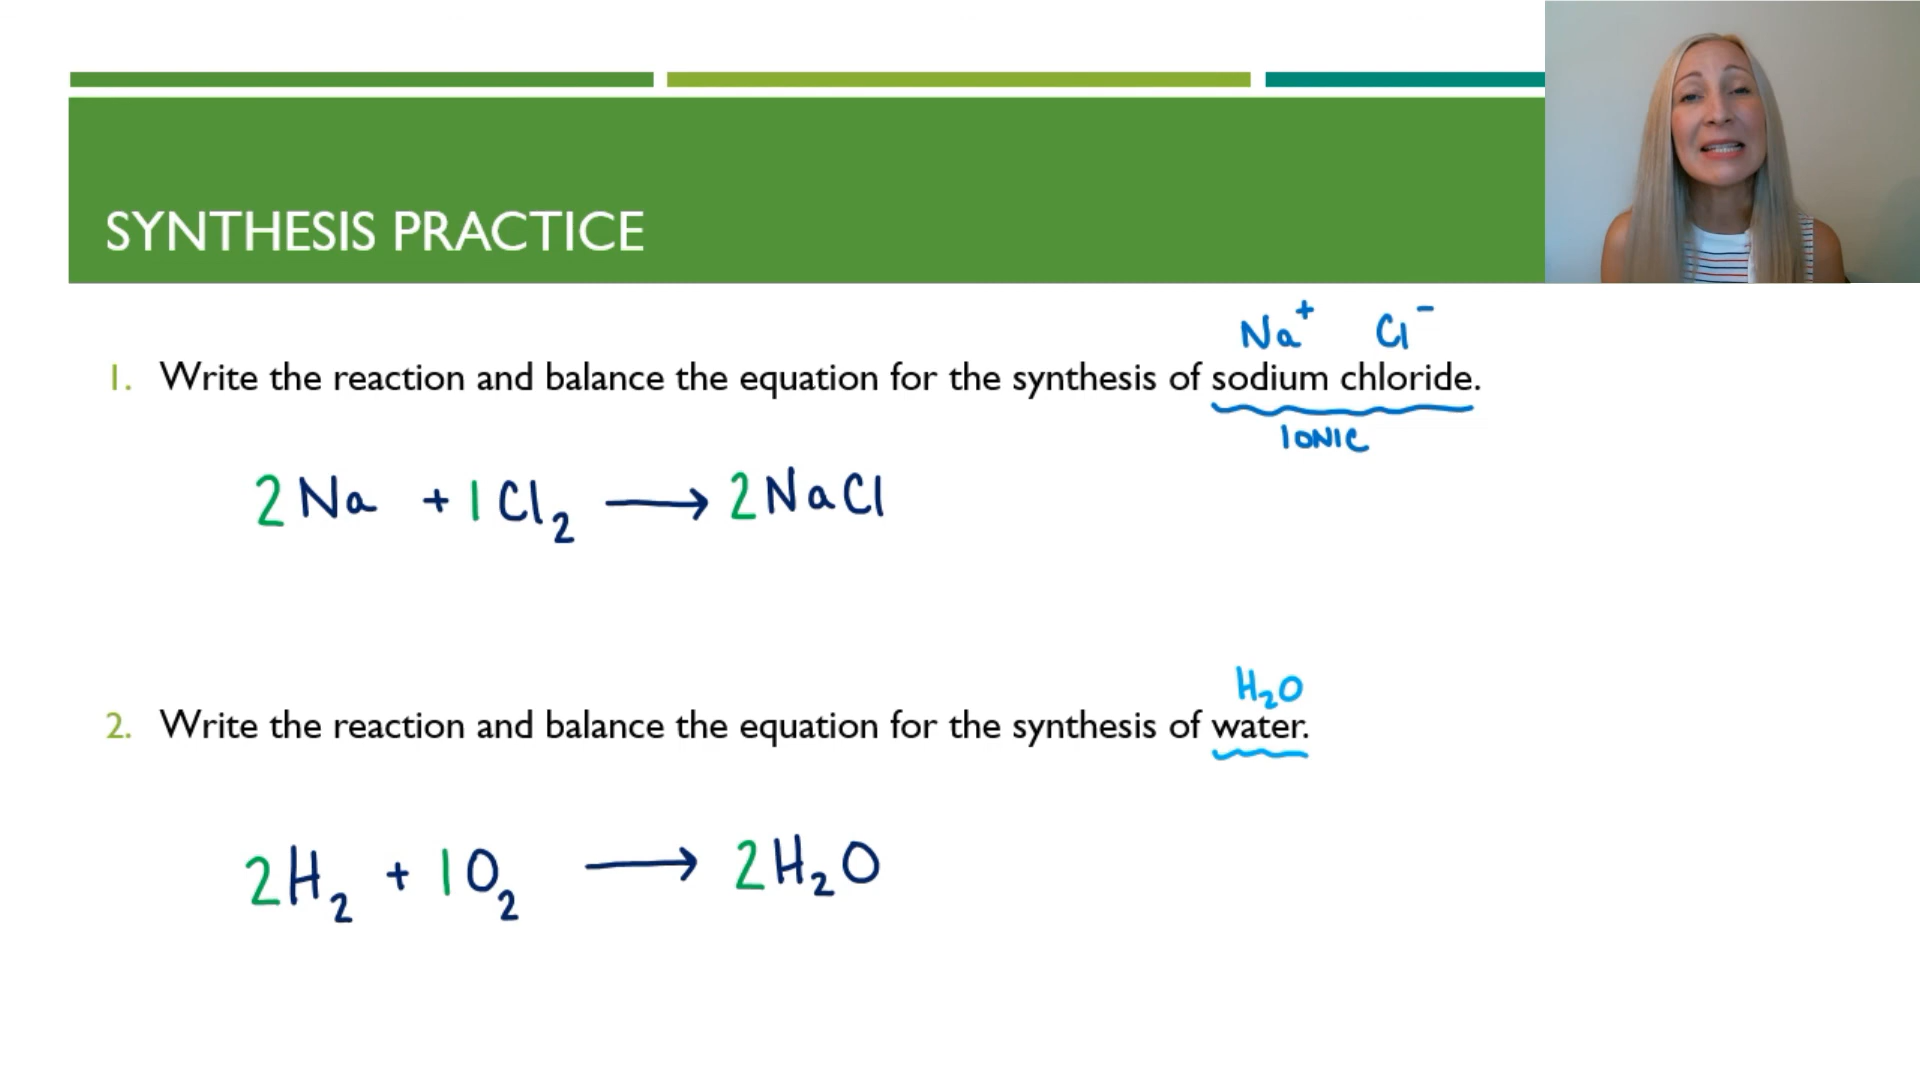 SYNTHESIS PRACTICE
Na⁺ Cl⁻
1. Write the reaction and balance the equation for the synthesis of sodium chloride.
IONIC
2Na + 1Cl₂ ⟶ 2NaCl
H₂O
2. Write the reaction and balance the equation for the synthesis of water.
2H₂ + 1O₂ ⟶ 2H₂O